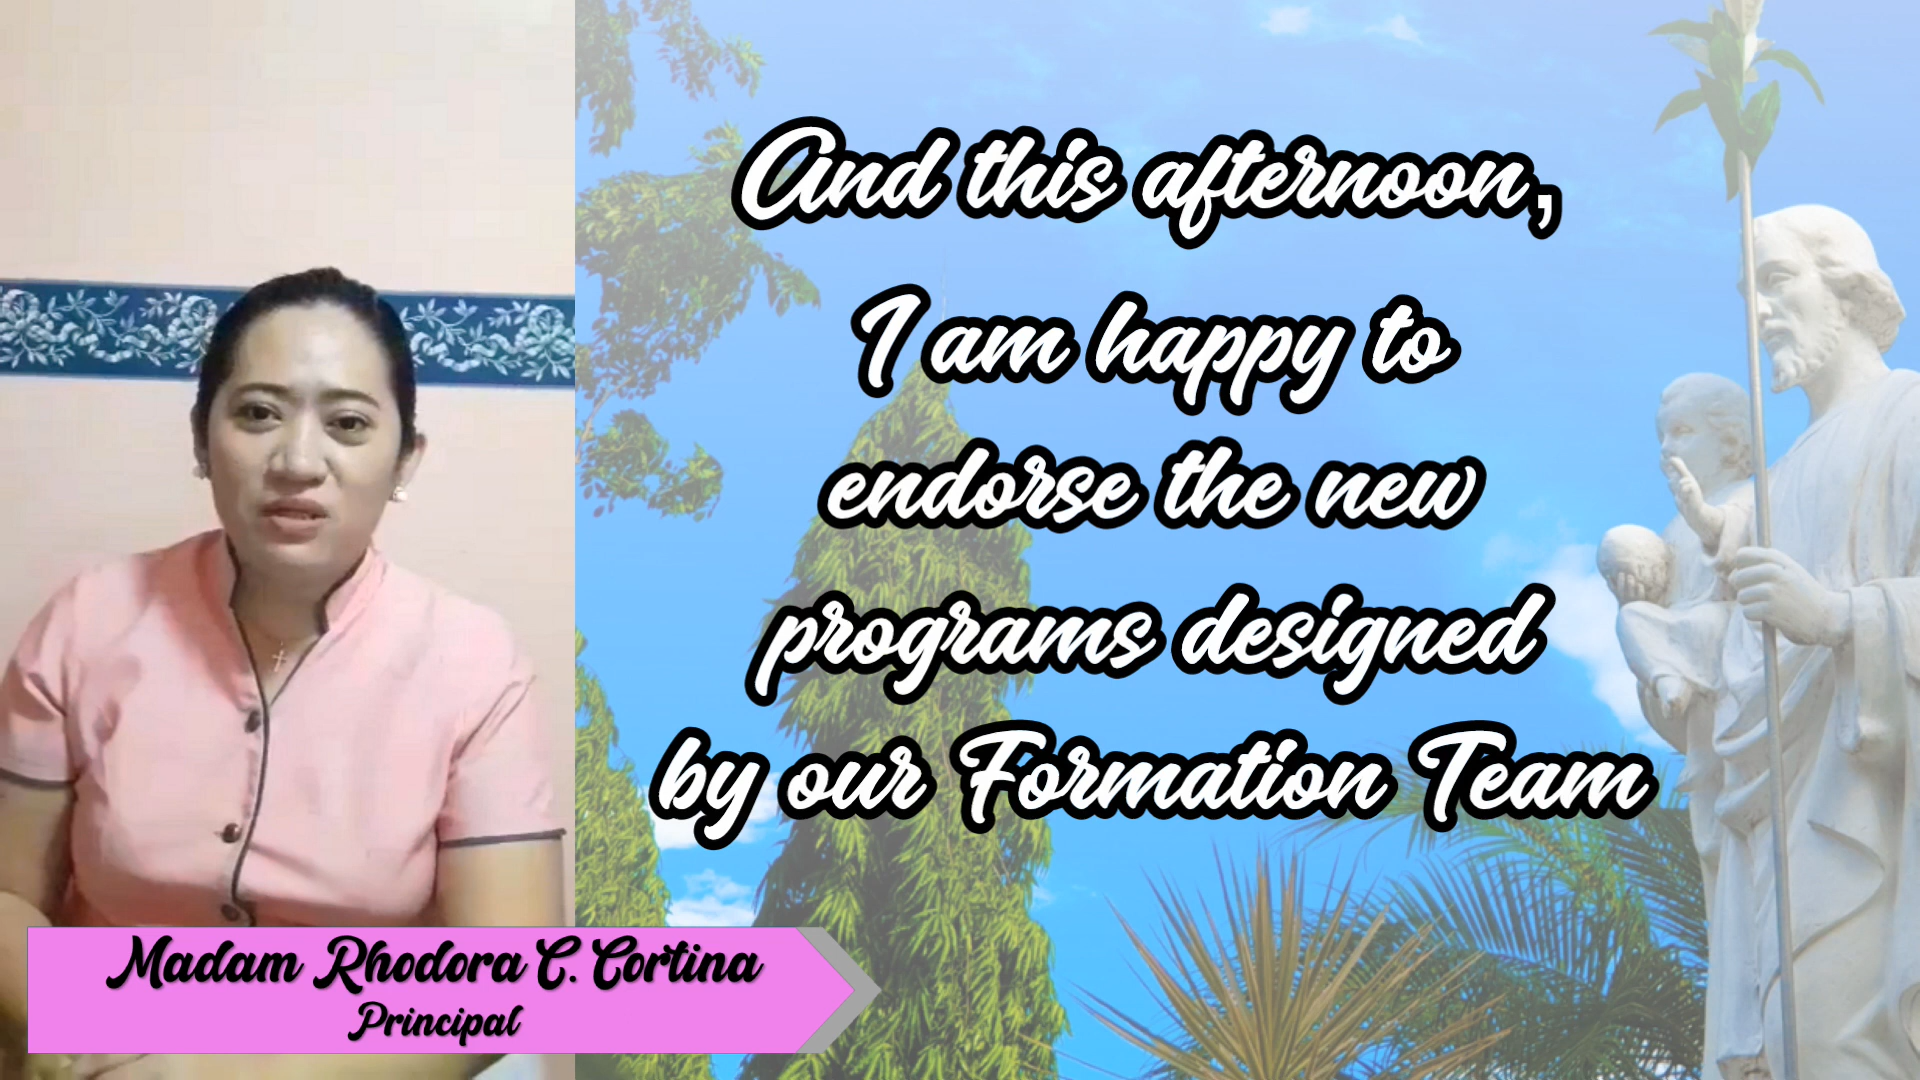 And this afternoon,
I am happy to
endorse the new
programs designed
by our Formation Team
Madam Rhodora C. Cortina
Principal